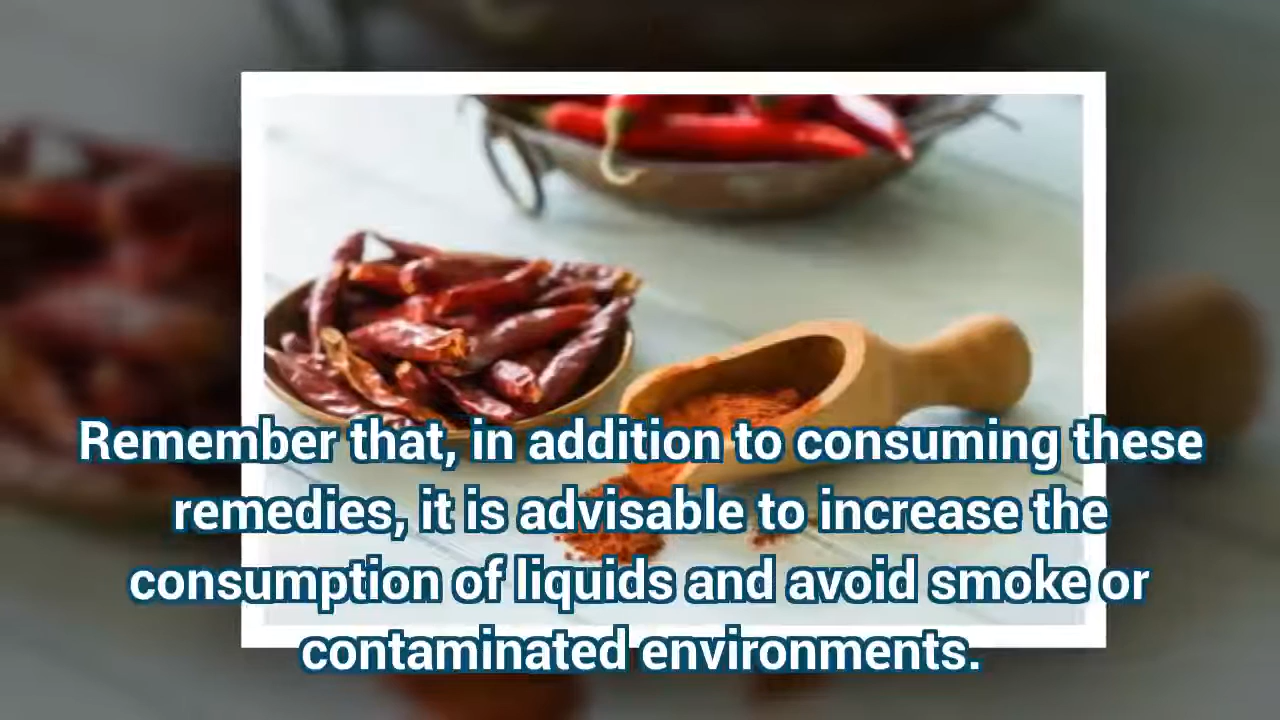 Remember that, in addition to consuming these
remedies, it is advisable to increase the
consumption of liquids and avoid smoke or
contaminated environments.